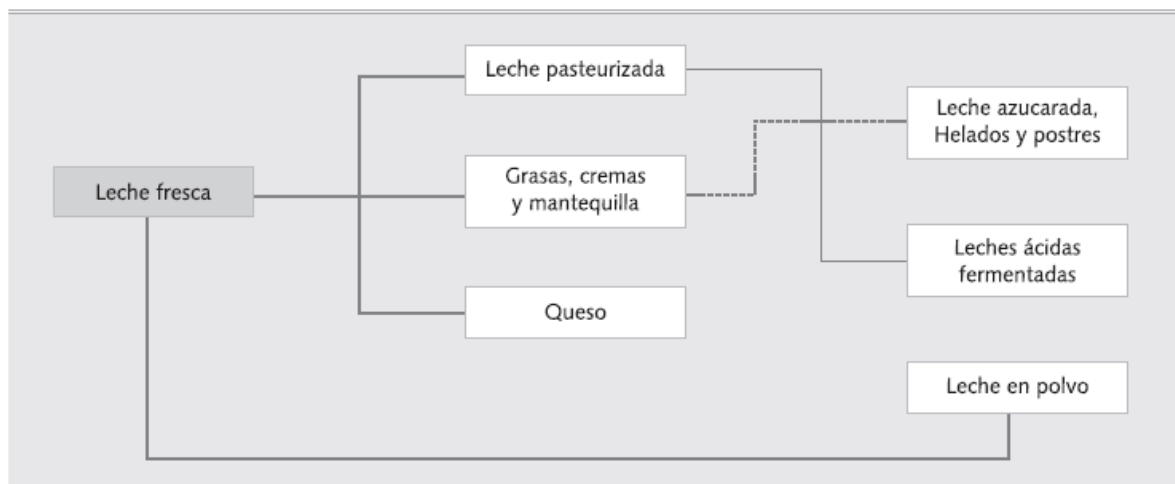 Leche pasteurizada
Leche azucarada,
Helados y postres
Leche fresca
Grasas, cremas
y mantequilla
Leches ácidas
fermentadas
Queso
Leche en polvo